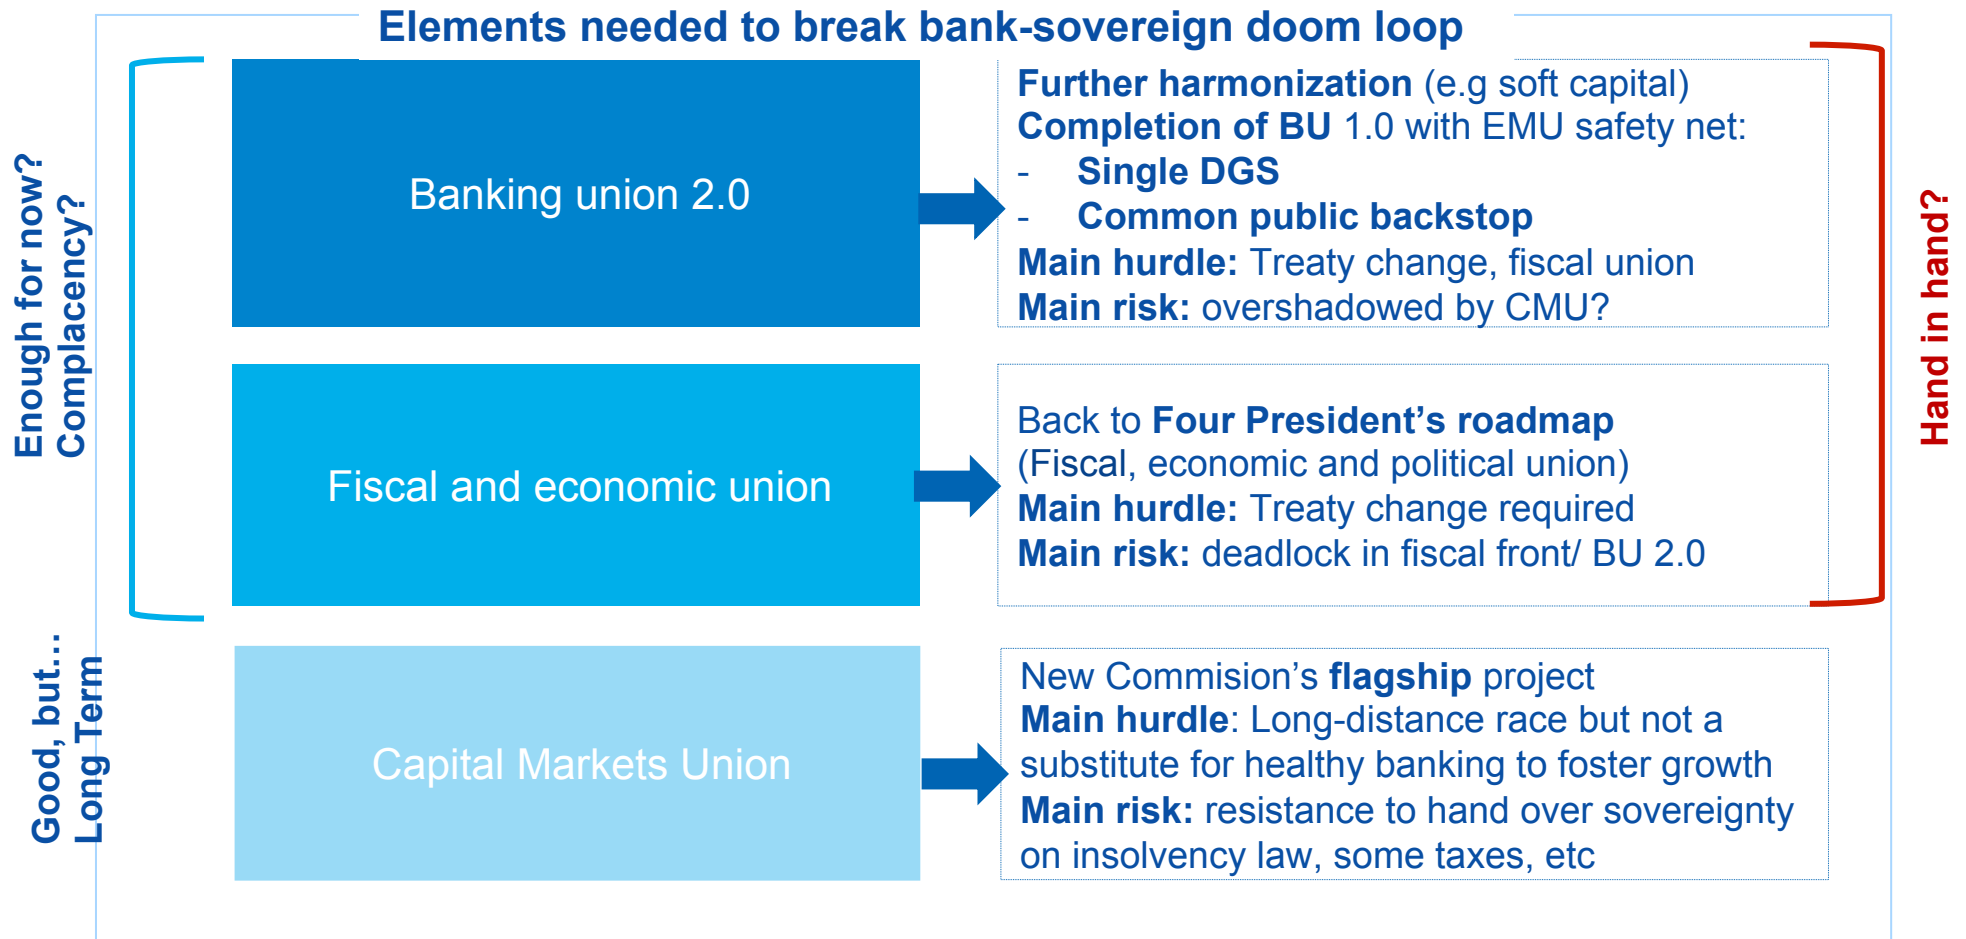 Elements needed to break bank-sovereign doom loop
Enough for now?
Complacency?
Banking union 2.0
Further harmonization (e.g soft capital)
Completion of BU 1.0 with EMU safety net:
- Single DGS
- Common public backstop
Main hurdle: Treaty change, fiscal union
Main risk: overshadowed by CMU?
Hand in hand?
Fiscal and economic union
Back to Four President’s roadmap
(Fiscal, economic and political union)
Main hurdle: Treaty change required
Main risk: deadlock in fiscal front/ BU 2.0
Good, but…
Long Term
Capital Markets Union
New Commision’s flagship project
Main hurdle: Long-distance race but not a
substitute for healthy banking to foster growth
Main risk: resistance to hand over sovereignty
on insolvency law, some taxes, etc